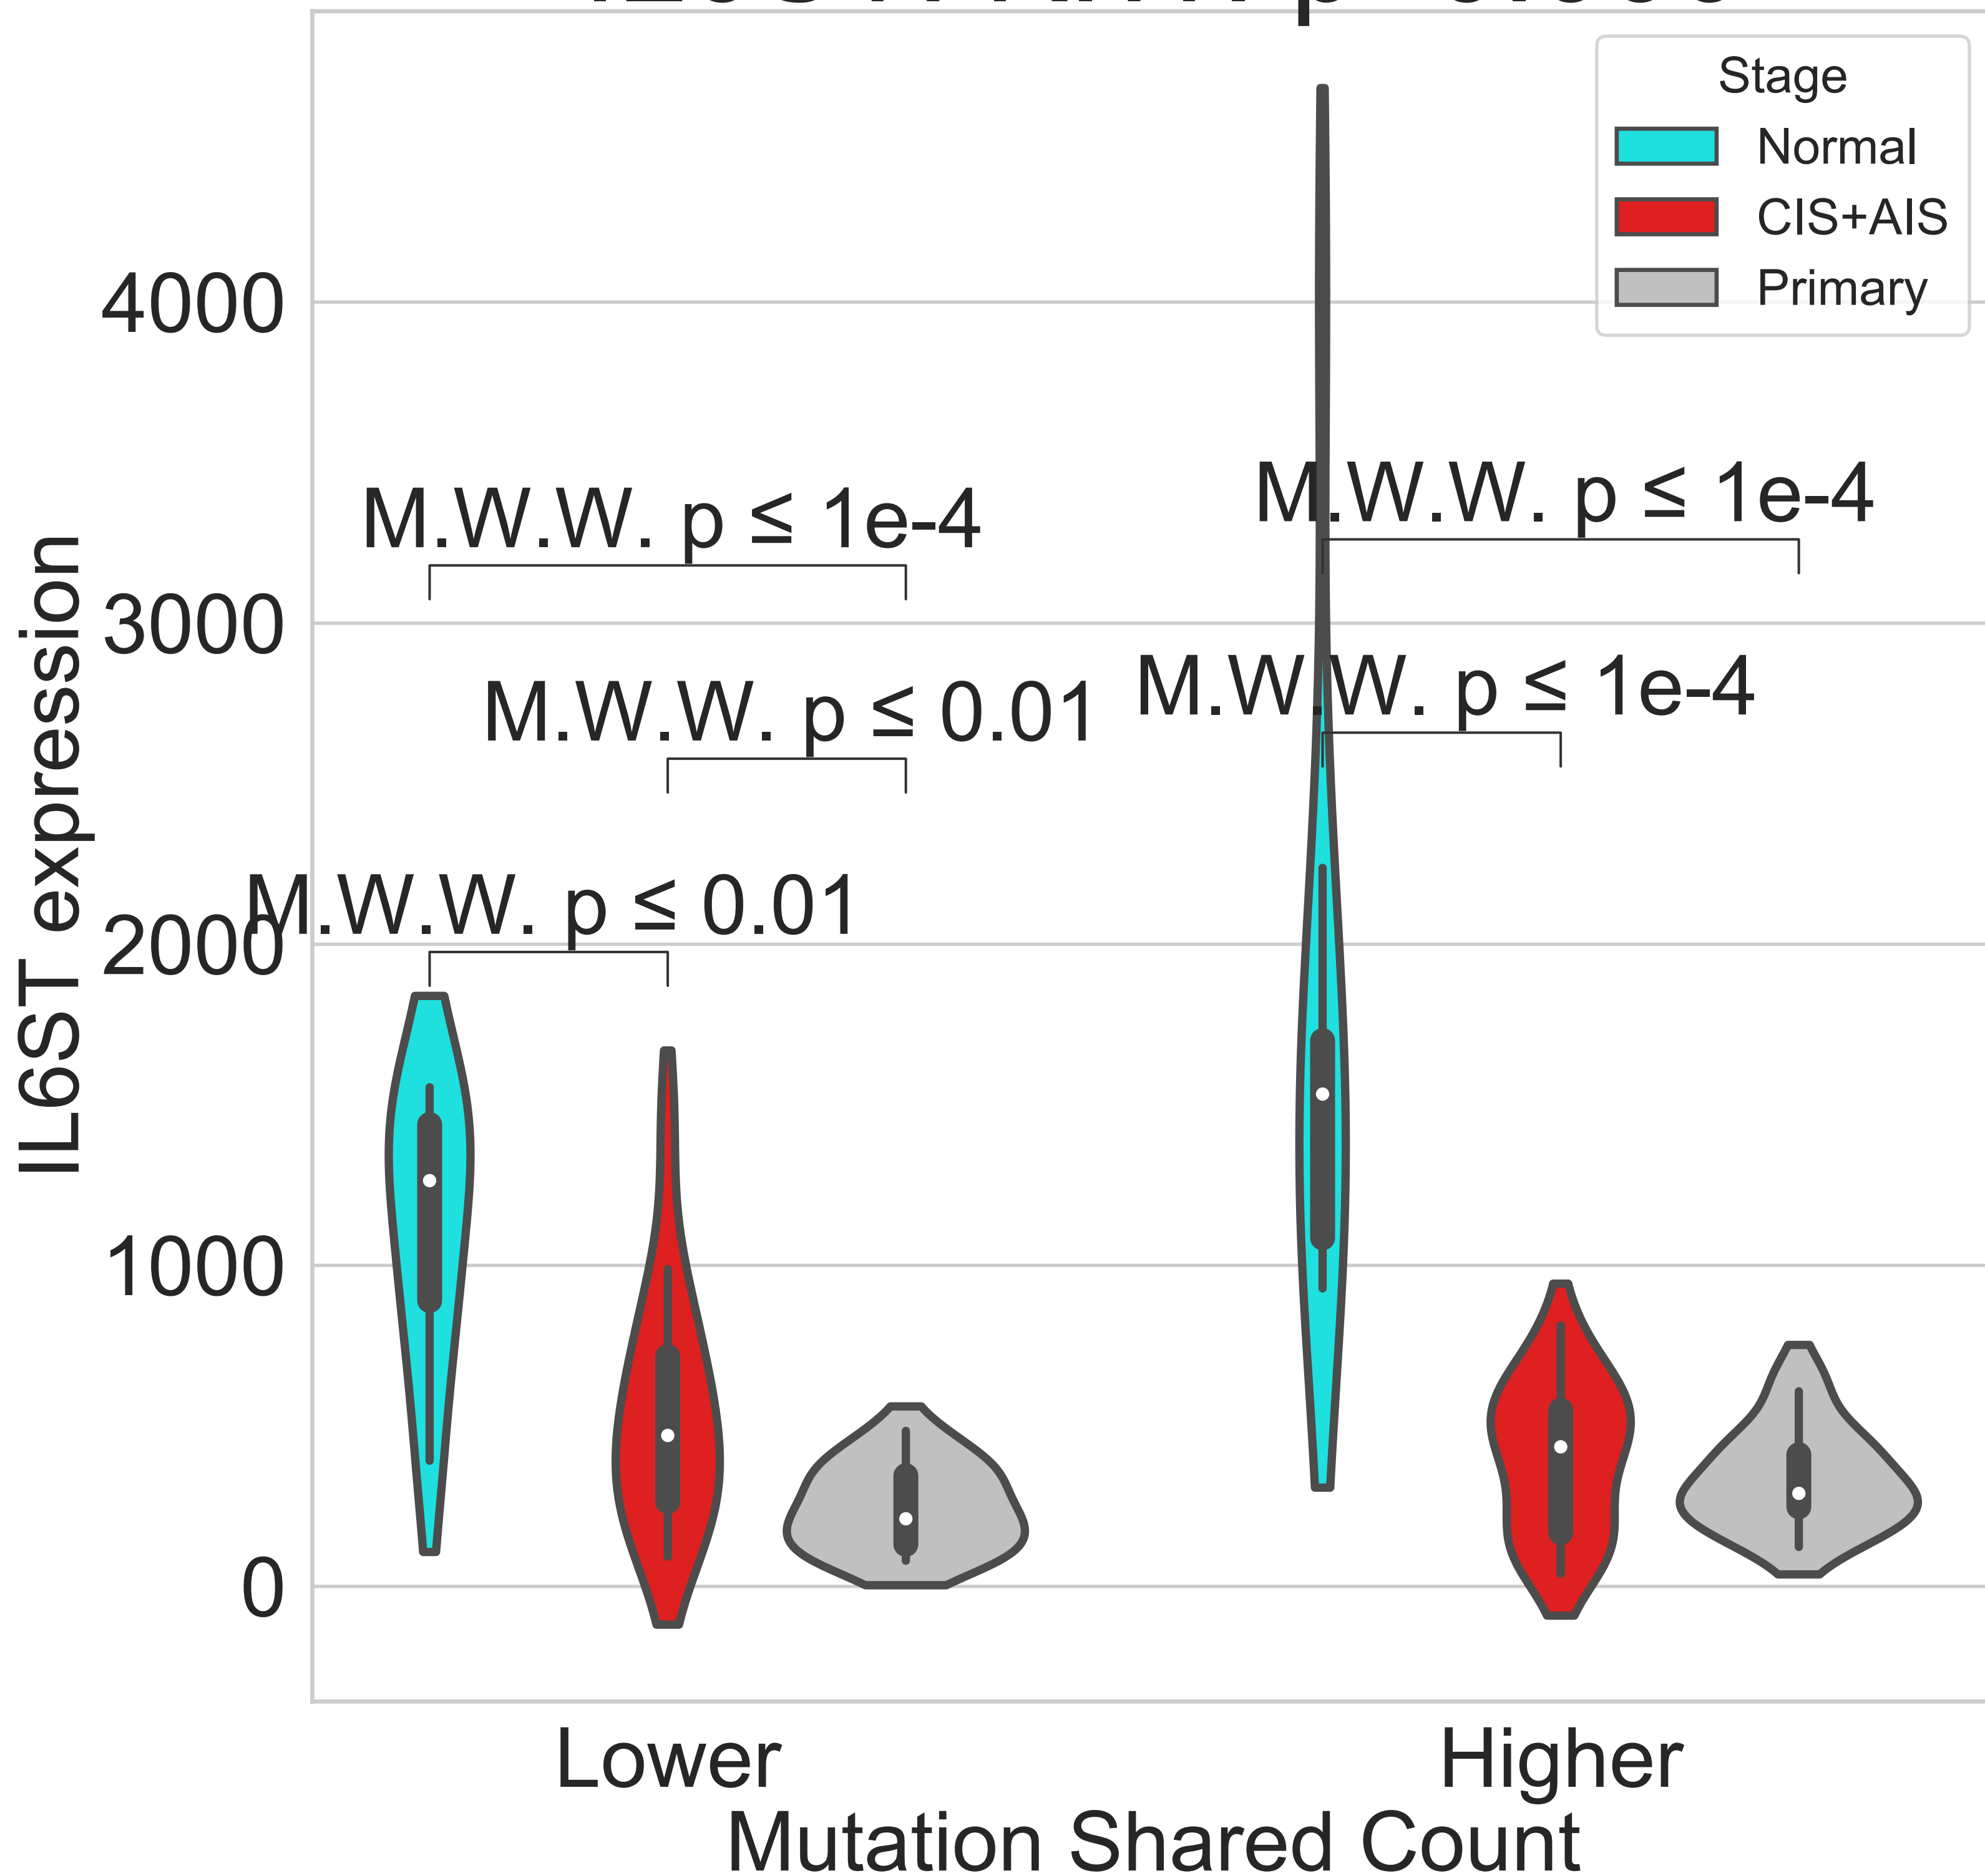 Stage
Normal
CIS+AIS
Primary
4000
3000
2000
1000
0
IL6ST expression
M.W.W. p ≤ 1e-4
M.W.W. p ≤ 1e-4
M.W.W. p ≤ 0.01
M.W.W. p ≤ 1e-4
M.W.W. p ≤ 0.01
Lower
Higher
Mutation Shared Count